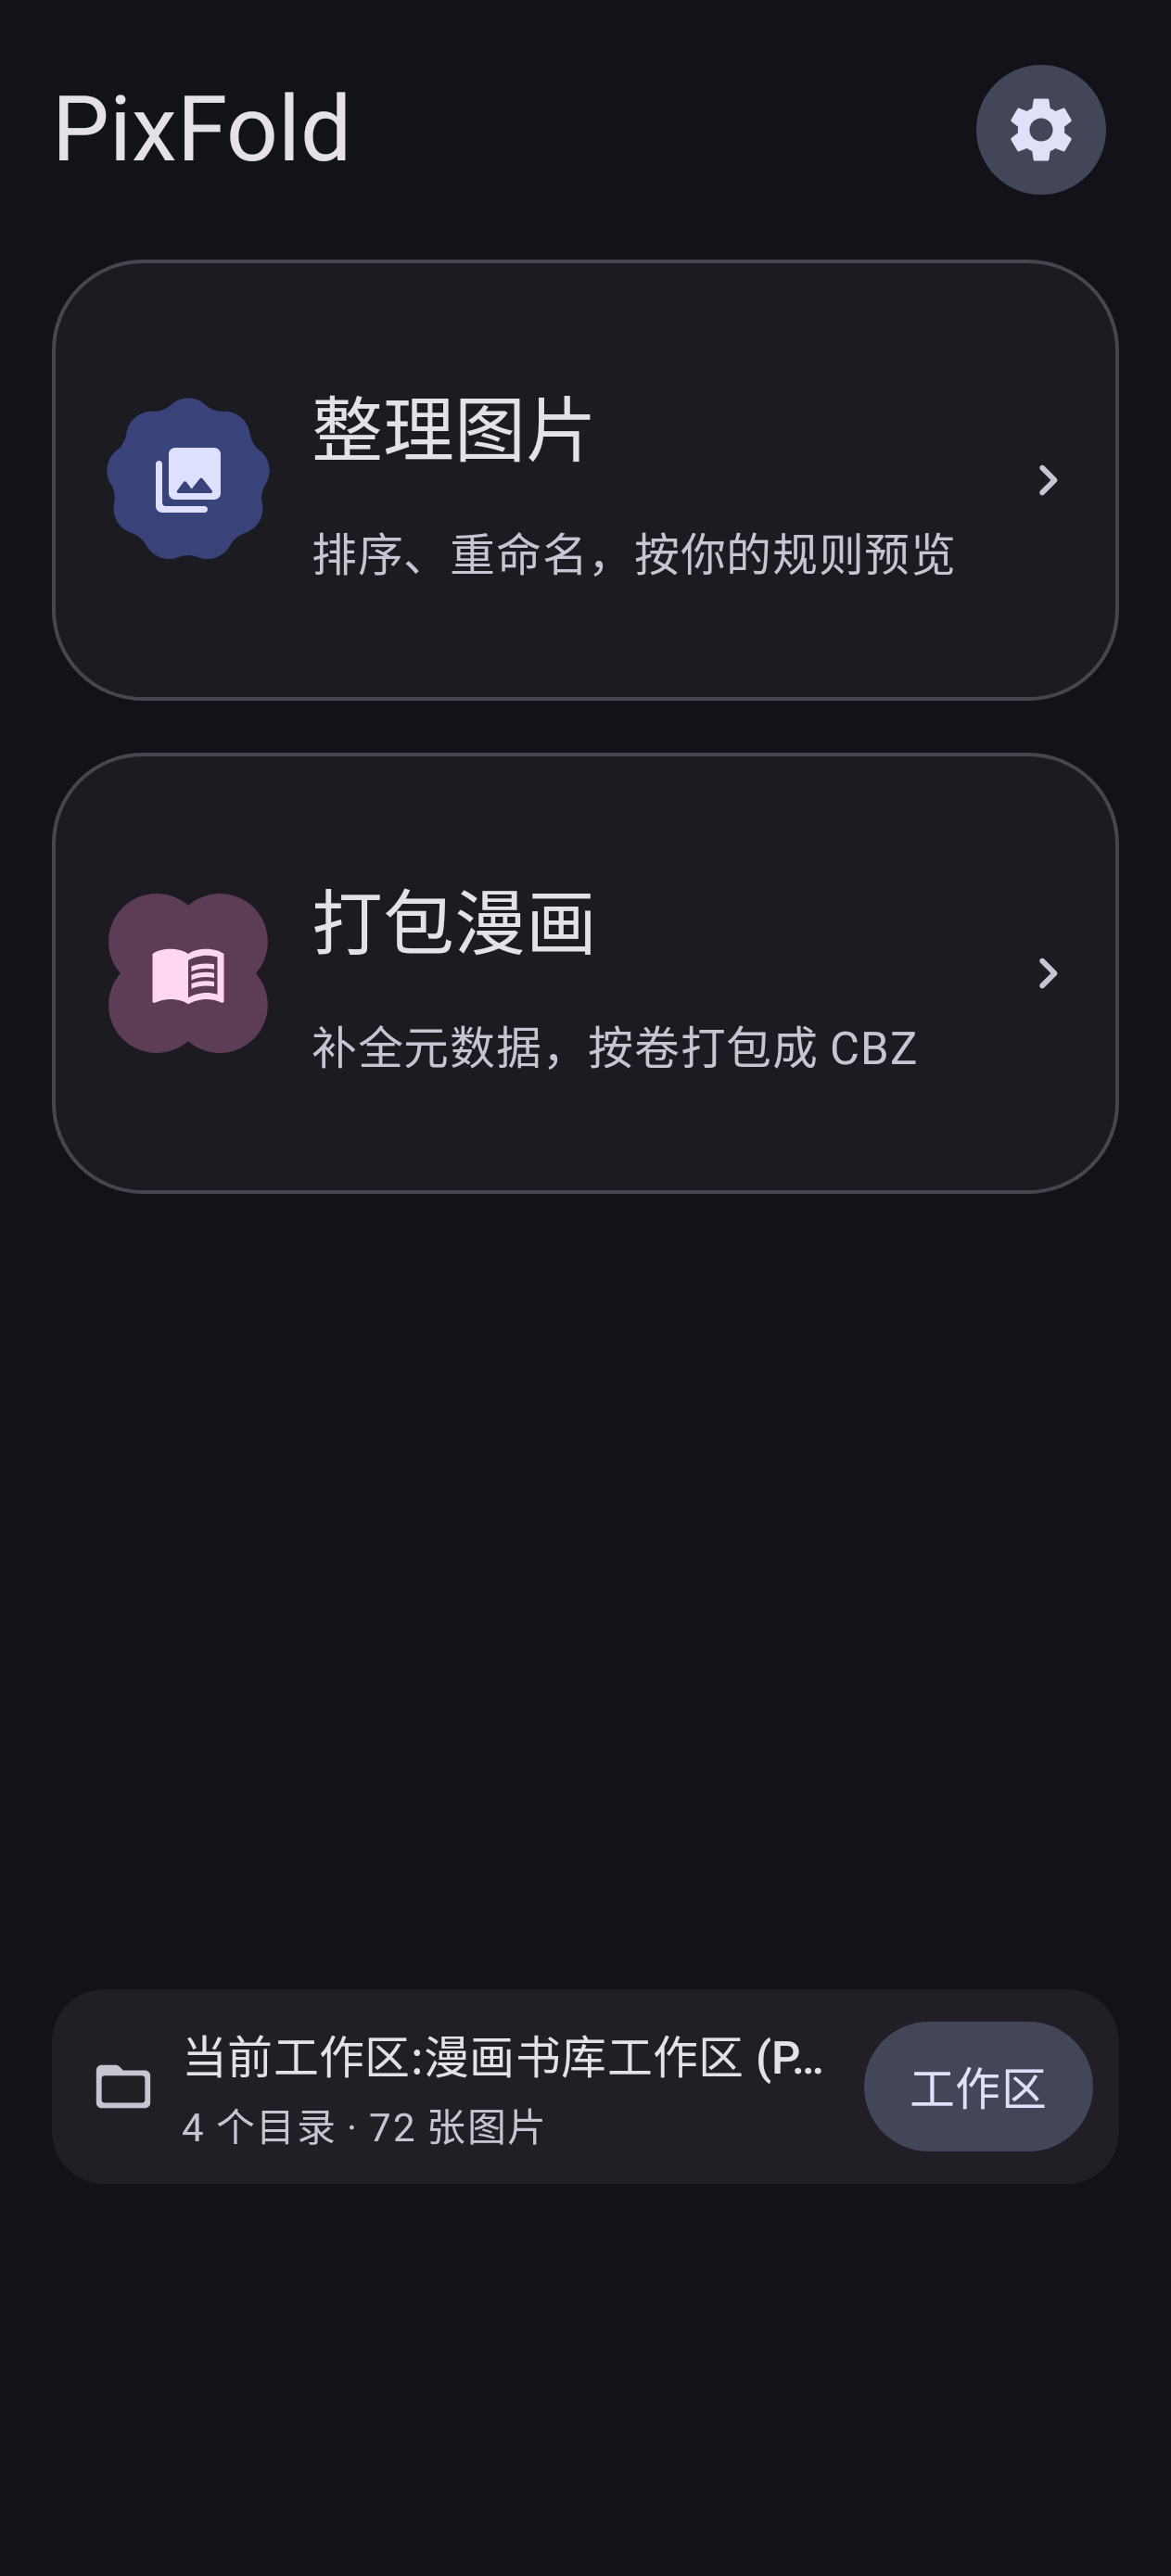 PixFold
整理图片
排序、重命名，按你的规则预览
打包漫画
补全元数据，按卷打包成 CBZ
当前工作区:漫画书库工作区 (P...
4 个目录 · 72 张图片
工作区